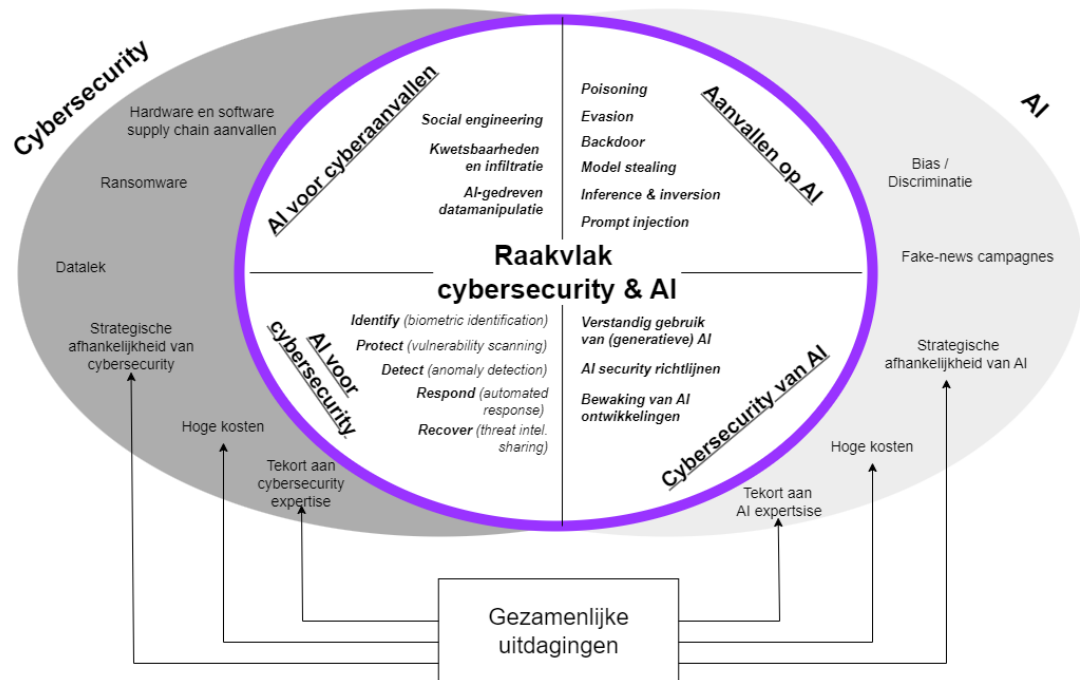 Cybersecurity
Hardware en software
supply chain aanvallen
Ransomware
Datalek
Strategische
afhankelijkheid van
cybersecurity
Hoge kosten
Tekort aan
cybersecurity
expertise
AI voor cyberaanvallen
Social engineering
Kwetsbaarheden
en infiltratie
AI-gedreven
datamanipulatie
Poisoning
Evasion
Backdoor
Model stealing
Inference & inversion
Prompt injection
Aanvallen op AI
Raakvlak
cybersecurity & AI
AI voor
cybersecurity
Identify (biometric identification)
Protect (vulnerability scanning)
Detect (anomaly detection)
Respond (automated
response)
Recover (threat intel.
sharing)
Verstandig gebruik
van (generatieve) AI
AI security richtlijnen
Bewaking van AI
ontwikkelingen
Cybersecurity van AI
AI
Bias /
Discriminatie
Fake-news campagnes
Strategische
afhankelijkheid van AI
Hoge kosten
Tekort aan
AI expertsise
Gezamenlijke
uitdagingen